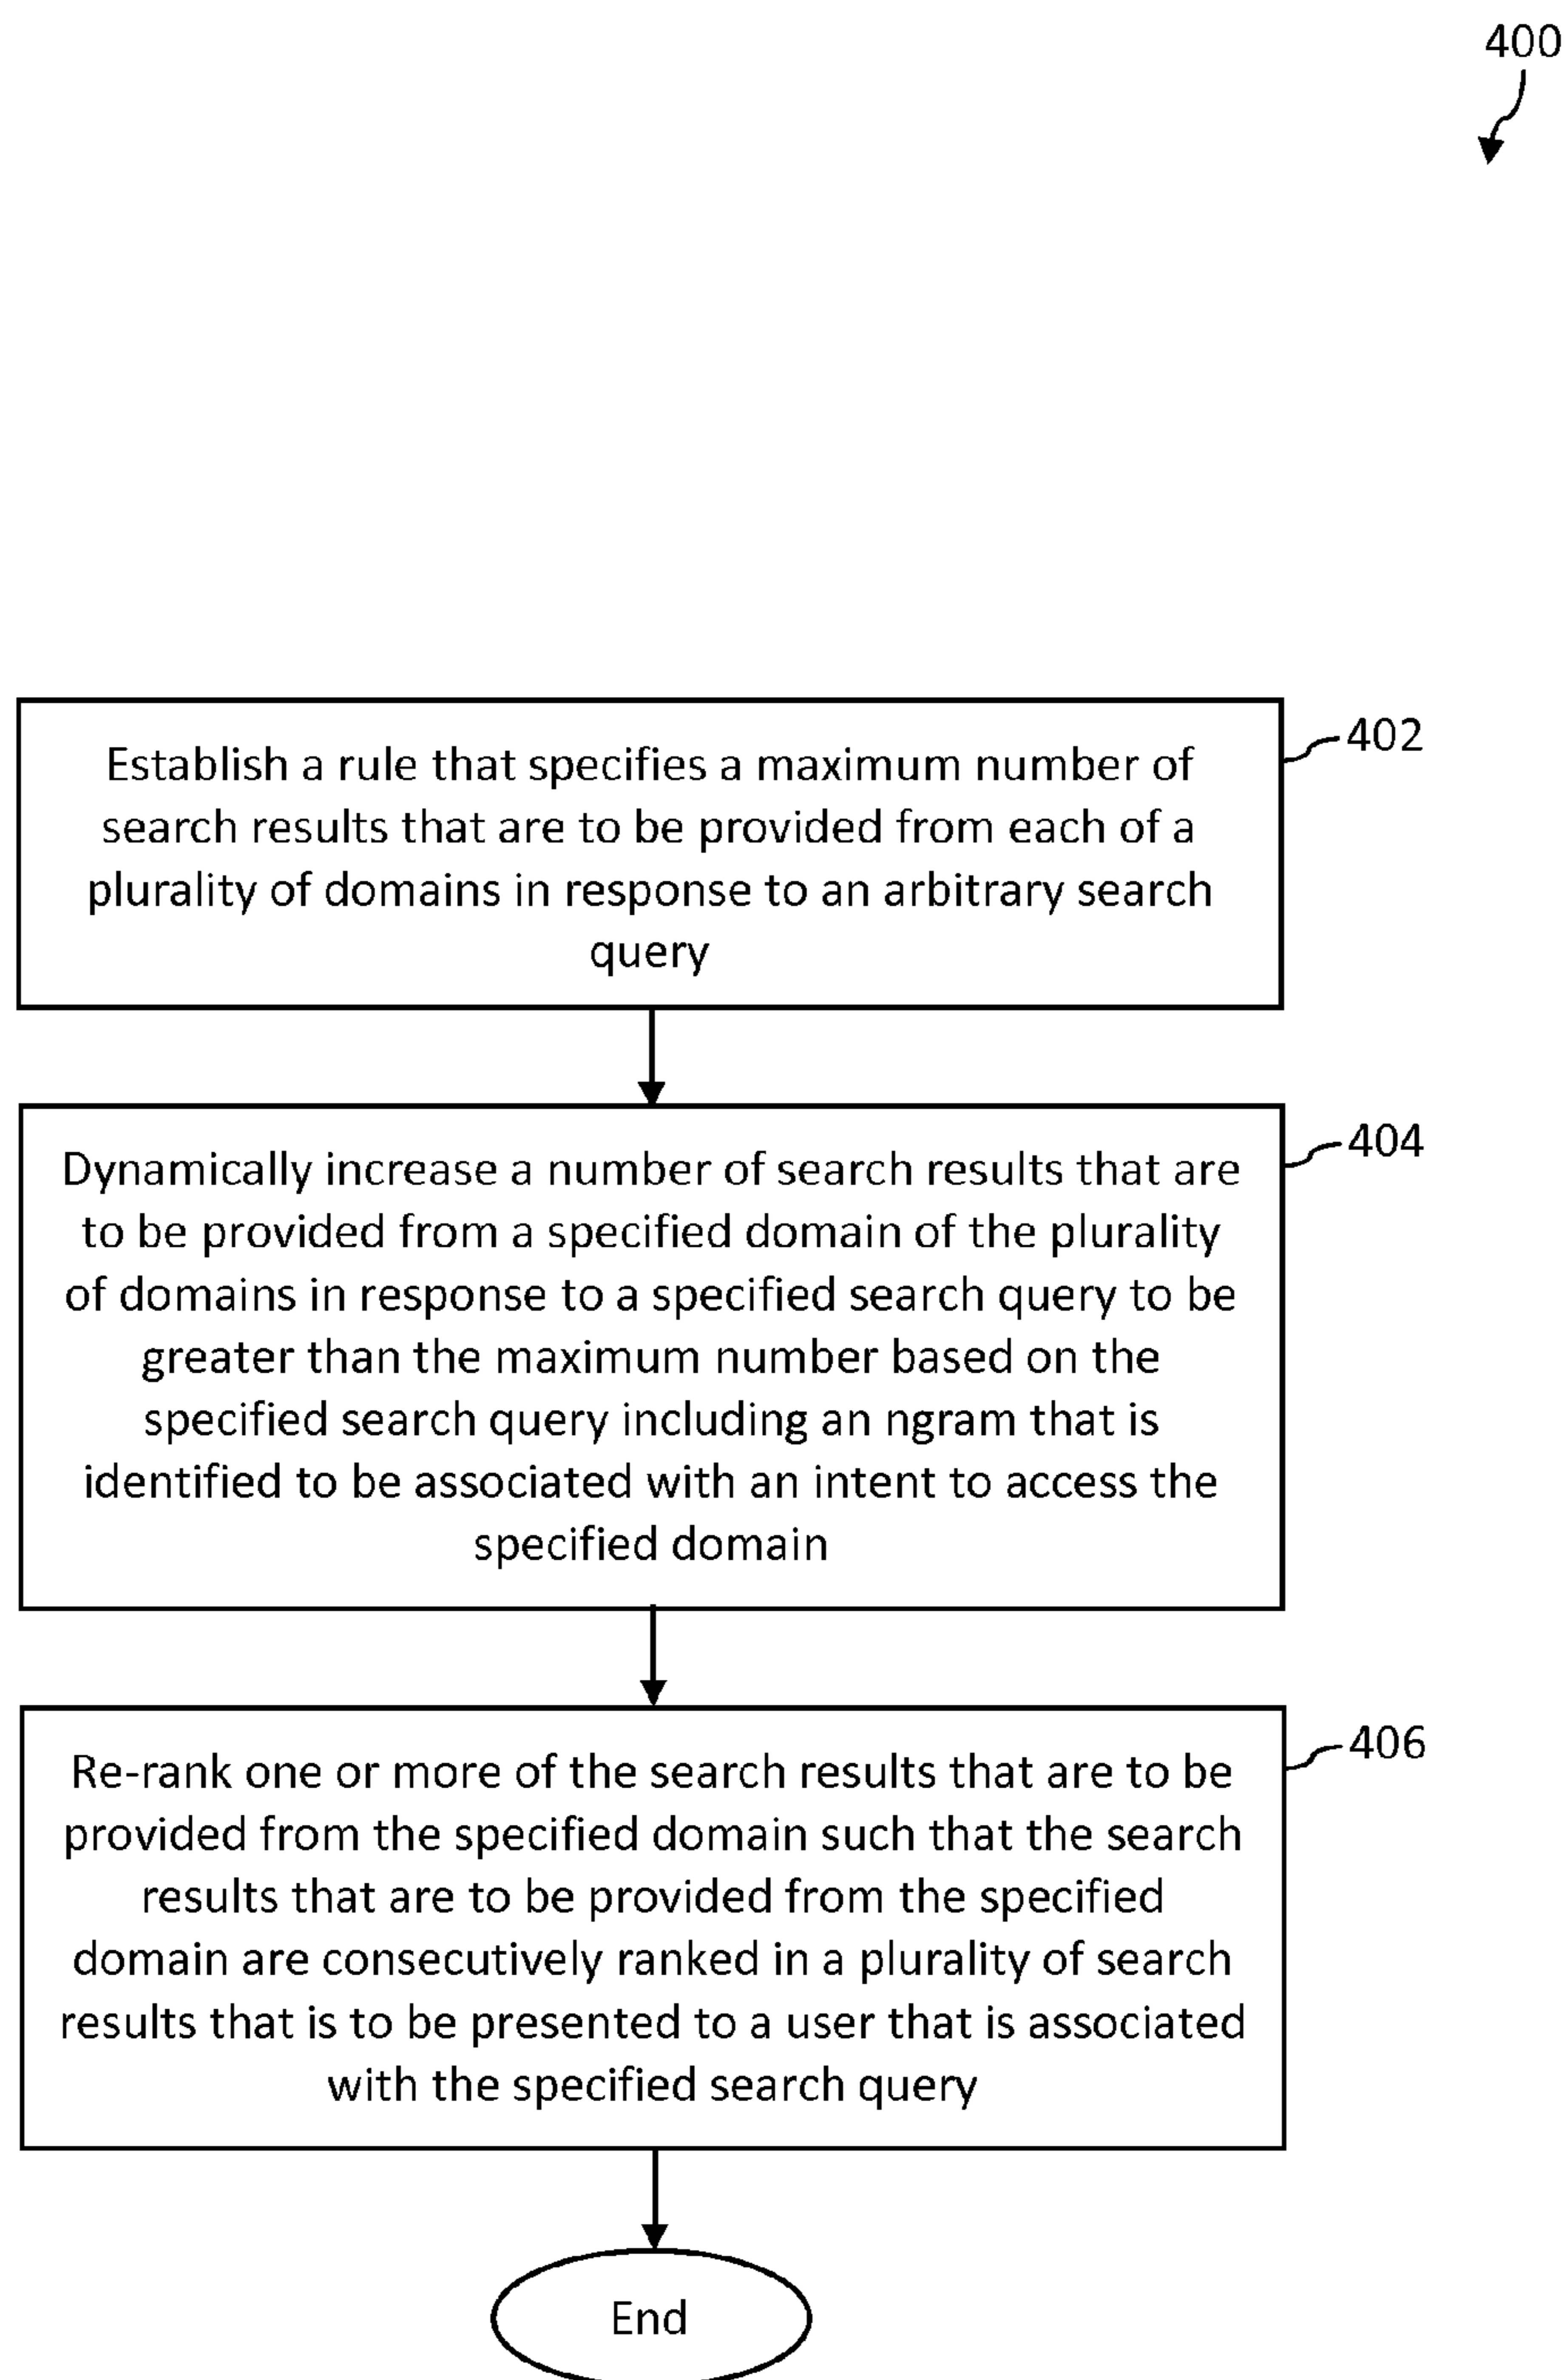 400
Establish a rule that specifies a maximum number of
search results that are to be provided from each of a
plurality of domains in response to an arbitrary search
query
402
Dynamically increase a number of search results that are
to be provided from a specified domain of the plurality
of domains in response to a specified search query to be
greater than the maximum number based on the
specified search query including an ngram that is
identified to be associated with an intent to access the
specified domain
404
Re-rank one or more of the search results that are to be
provided from the specified domain such that the search
results that are to be provided from the specified
domain are consecutively ranked in a plurality of search
results that is to be presented to a user that is associated
with the specified search query
406
End